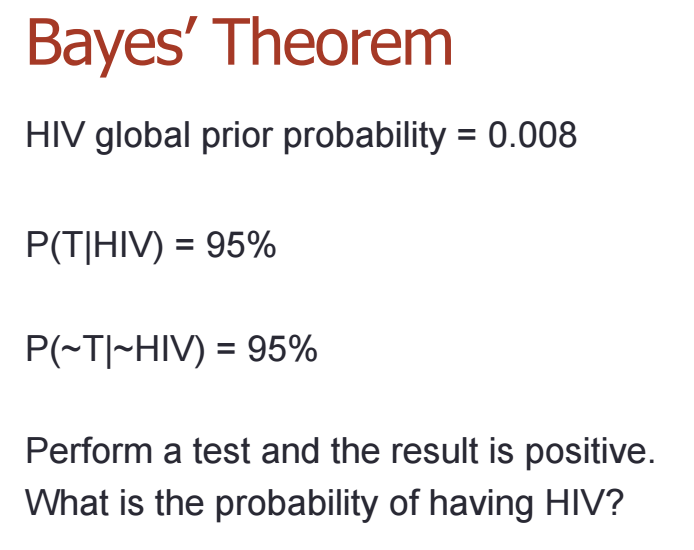 Bayes’ Theorem
HIV global prior probability = 0.008
P(T|HIV) = 95%
P(~T|~HIV) = 95%
Perform a test and the result is positive.
What is the probability of having HIV?